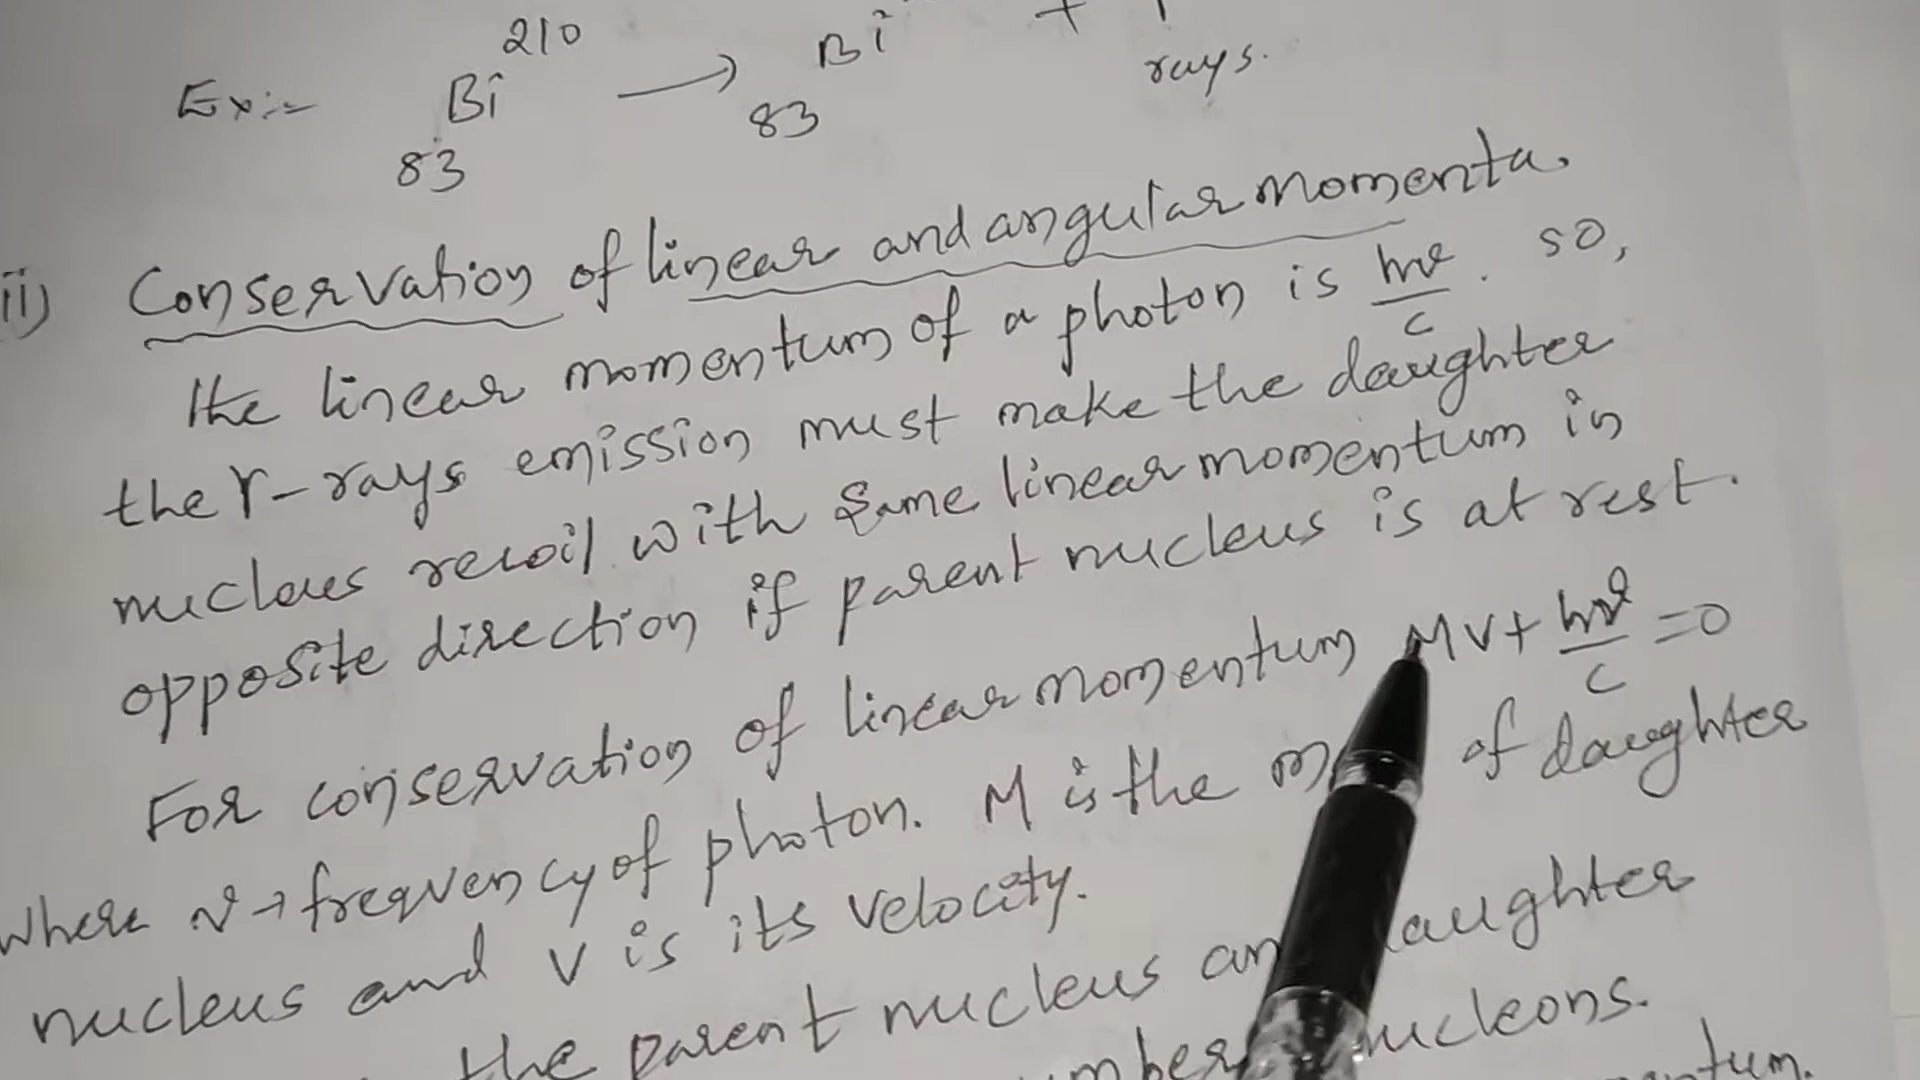 Ex:- 83 Bi 210 → 83 Bi +
rays.
ii) Conservation of linear and angular momenta.
The linear momentum of a photon is hν/c. so,
the γ-rays emission must make the daughter
nucleus recoil with same linear momentum in
opposite direction if parent nucleus is at rest.
For conservation of linear momentum MV + hν/c = 0
where ν → frequency of photon. M is the of daughter
nucleus and V is its velocity.
the parent nucleus daughter
nucleons.